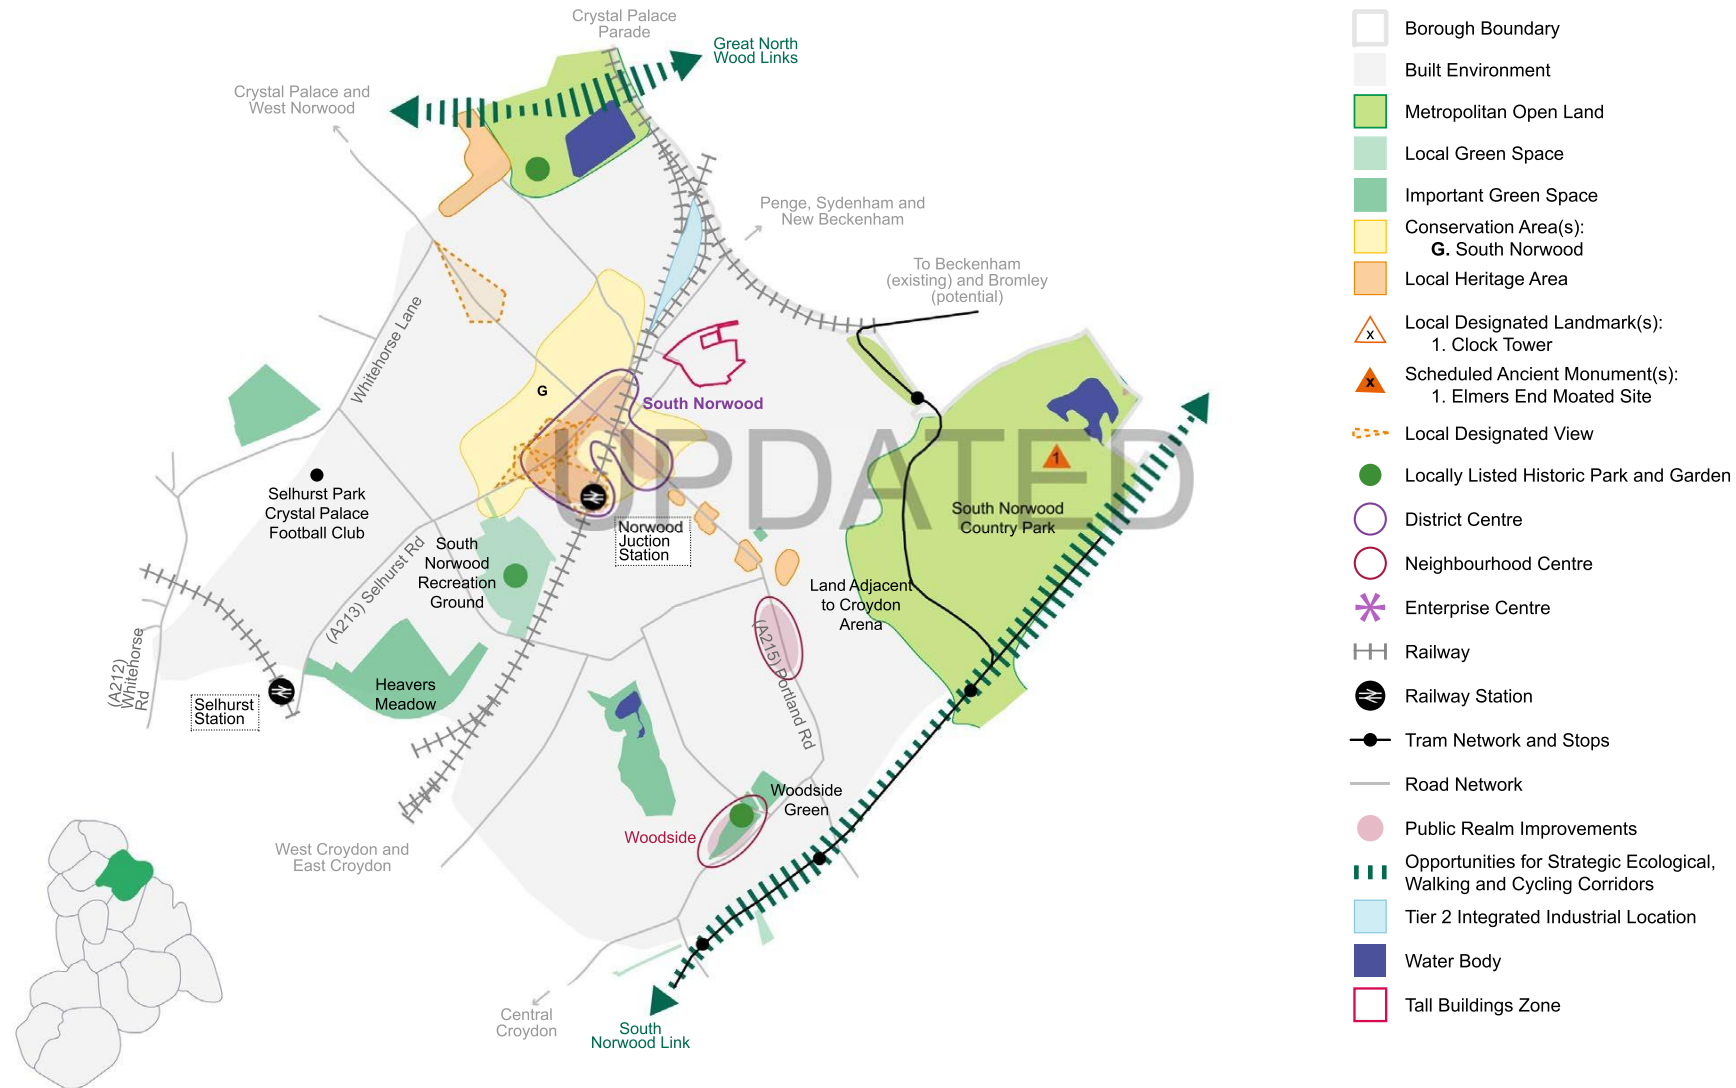 Crystal Palace
Parade
Great North
Wood Links
Crystal Palace and
West Norwood
Penge, Sydenham and
New Beckenham
To Beckenham
(existing) and Bromley
(potential)
Whitehorse Lane
G
South Norwood
UPDATED
1
South Norwood
Country Park
Selhurst Park
Crystal Palace
Football Club
Norwood
Juction
Station
South
Norwood
Recreation
Ground
(A213) Selhurst Rd
Land Adjacent
to Croydon
Arena
(A212)
Whitehorse
Rd
Selhurst
Station
Heavers
Meadow
(A215) Portland Rd
Woodside
Green
Woodside
West Croydon and
East Croydon
Central
Croydon
South
Norwood Link
Borough Boundary
Built Environment
Metropolitan Open Land
Local Green Space
Important Green Space
Conservation Area(s):
G. South Norwood
Local Heritage Area
x
Local Designated Landmark(s):
1. Clock Tower
x
Scheduled Ancient Monument(s):
1. Elmers End Moated Site
Local Designated View
Locally Listed Historic Park and Garden
District Centre
Neighbourhood Centre
Enterprise Centre
Railway
Railway Station
Tram Network and Stops
Road Network
Public Realm Improvements
Opportunities for Strategic Ecological,
Walking and Cycling Corridors
Tier 2 Integrated Industrial Location
Water Body
Tall Buildings Zone